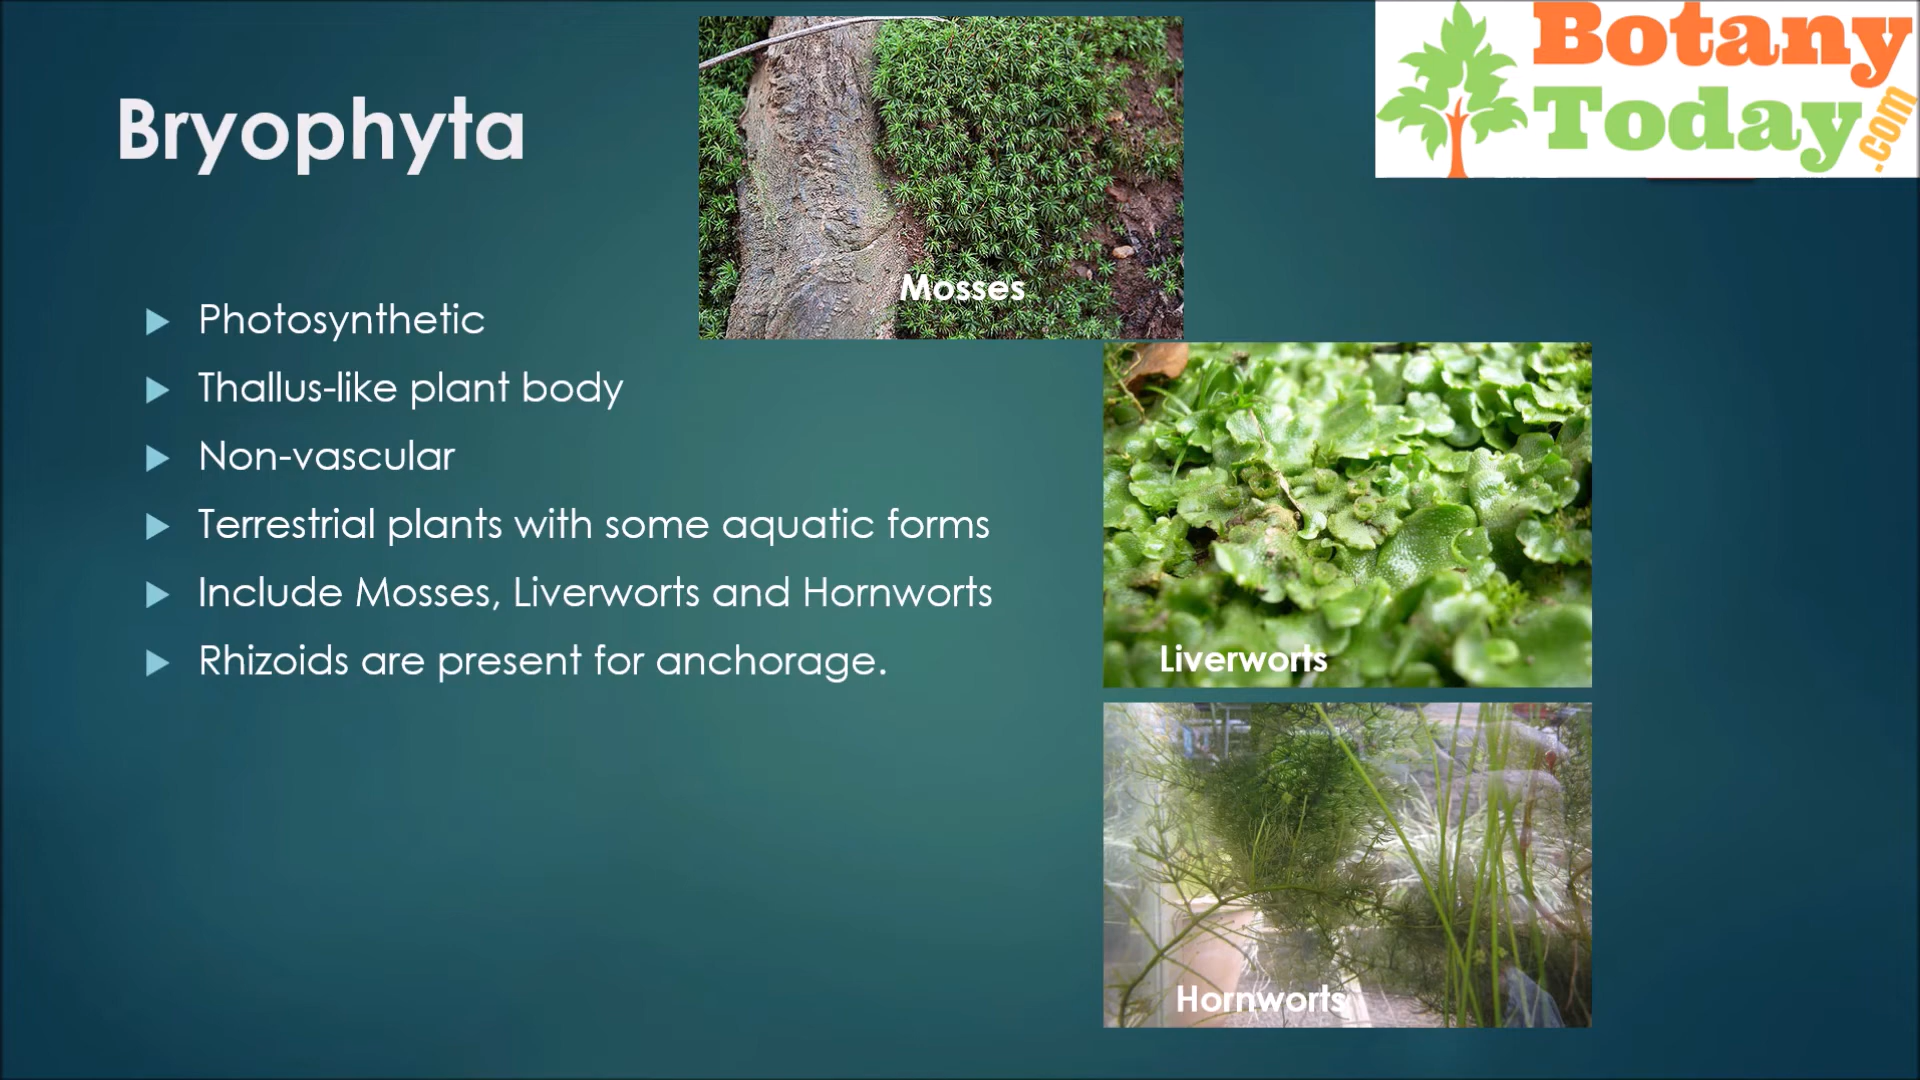 Bryophyta
Photosynthetic
Thallus-like plant body
Non-vascular
Terrestrial plants with some aquatic forms
Include Mosses, Liverworts and Hornworts
Rhizoids are present for anchorage.
Mosses
Liverworts
Hornworts
Botany
Today
.com